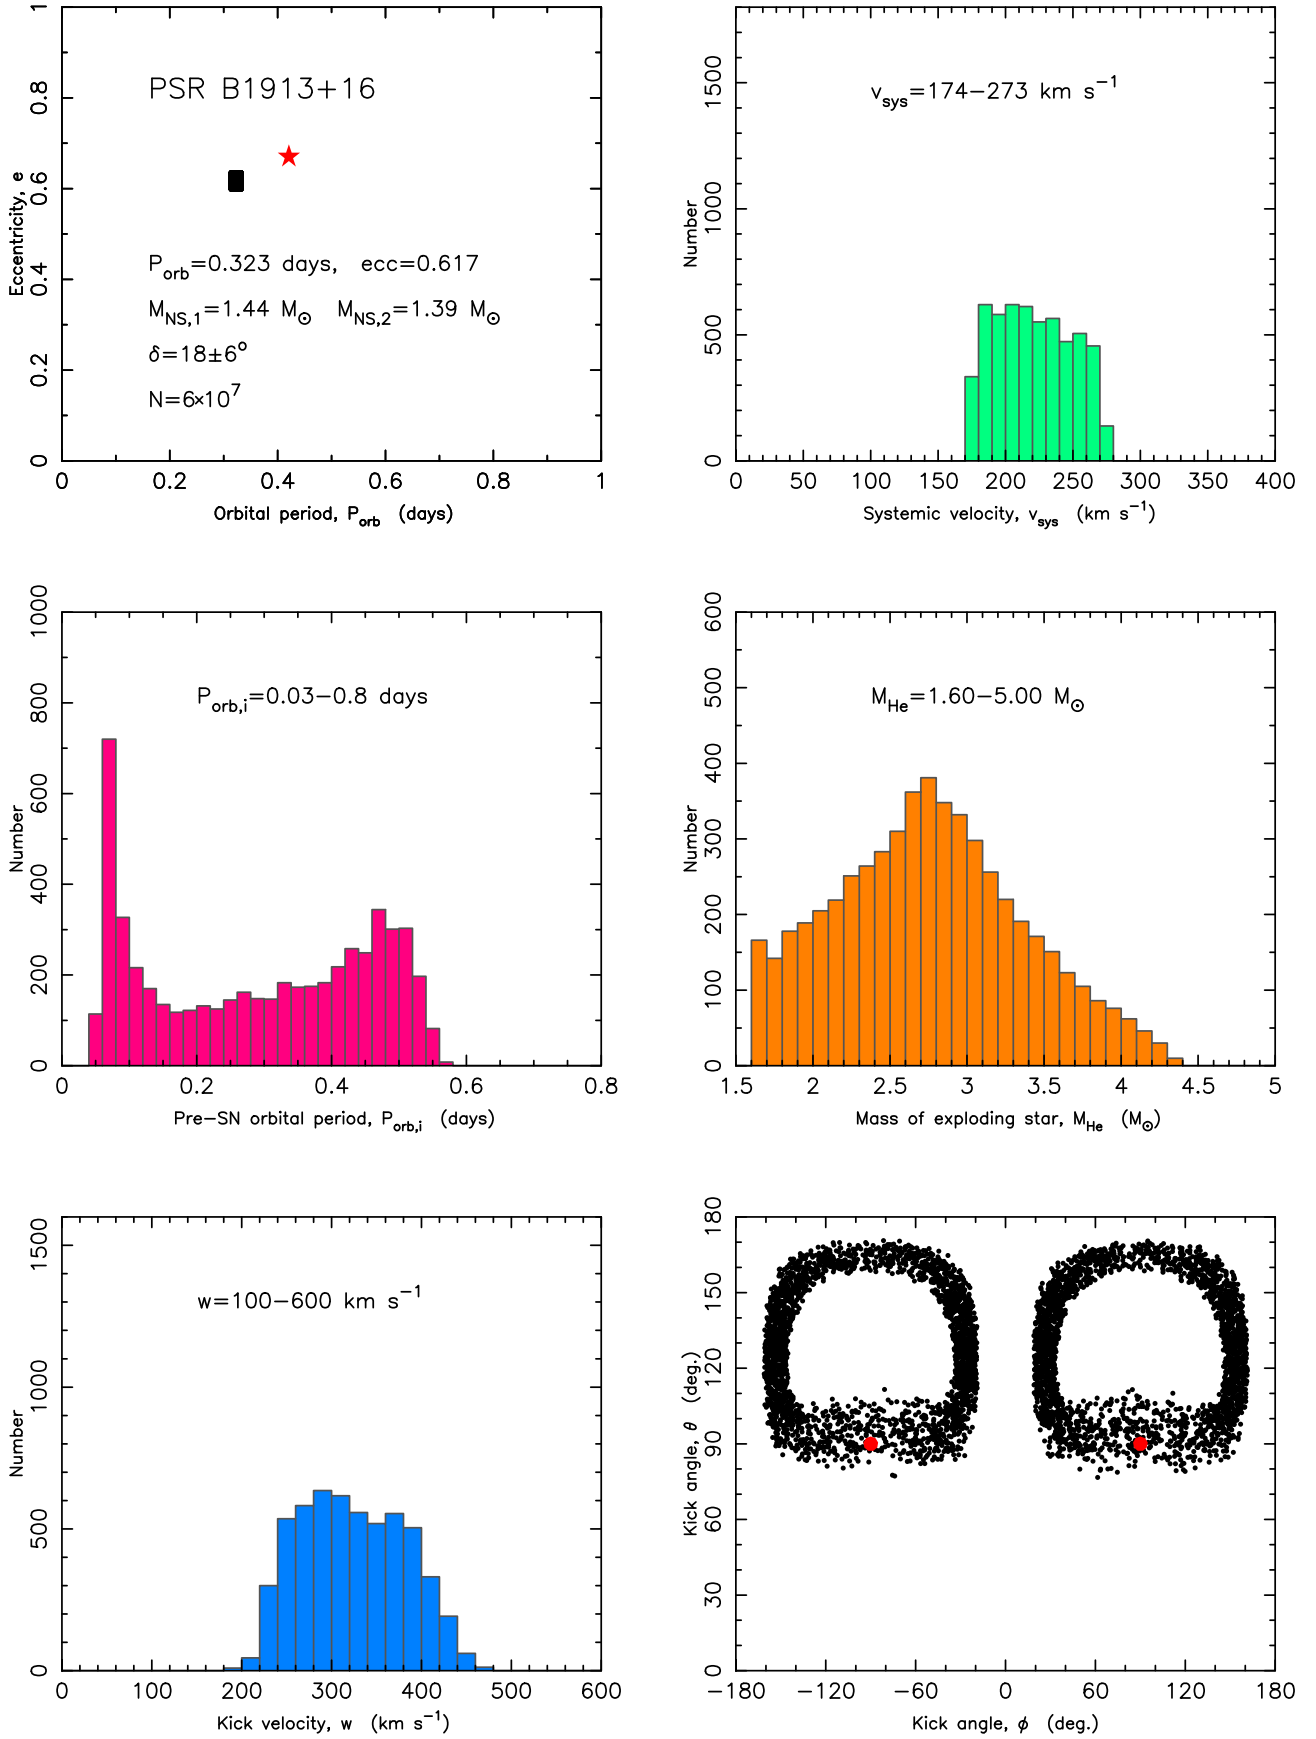 PSR B1913+16
P_orb=0.323 days, ecc=0.617
M_NS,1=1.44 M⊙ M_NS,2=1.39 M⊙
δ=18±6°
N=6×10⁷
Eccentricity, e
0 0.2 0.4 0.6 0.8 1
0 0.2 0.4 0.6 0.8 1
Orbital period, P_orb (days)
v_sys=174−273 km s⁻¹
Number
0 500 1000 1500
0 50 100 150 200 250 300 350 400
Systemic velocity, v_sys (km s⁻¹)
P_orb,i=0.03−0.8 days
Number
0 200 400 600 800 1000
0 0.2 0.4 0.6 0.8
Pre−SN orbital period, P_orb,i (days)
M_He=1.60−5.00 M⊙
Number
0 100 200 300 400 500 600
1.5 2 2.5 3 3.5 4 4.5 5
Mass of exploding star, M_He (M⊙)
w=100−600 km s⁻¹
Number
0 500 1000 1500
0 100 200 300 400 500 600
Kick velocity, w (km s⁻¹)
Kick angle, θ (deg.)
0 30 60 90 120 150 180
−180 −120 −60 0 60 120 180
Kick angle, ϕ (deg.)